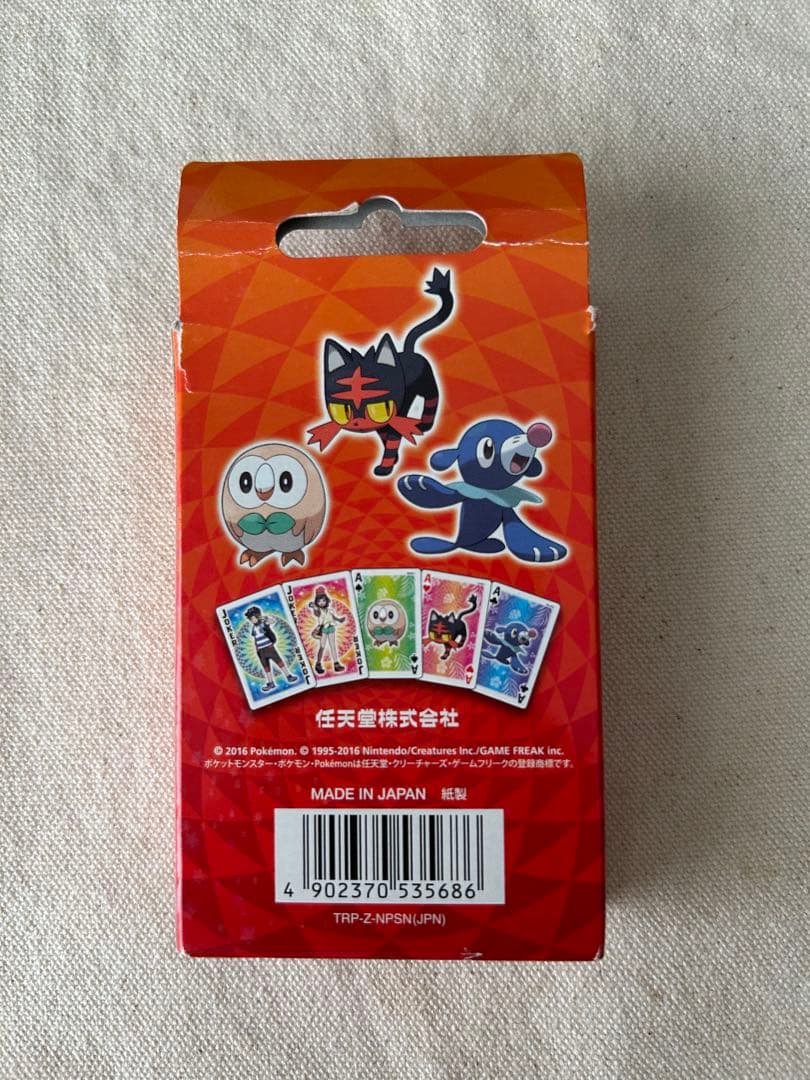 JOKER
JOKER
JOKER
JOKER
A
A
A
A
A
A
任天堂株式会社
© 2016 Pokémon. © 1995-2016 Nintendo/Creatures Inc./GAME FREAK inc.
ポケットモンスター・ポケモン・Pokémonは任天堂・クリーチャーズ・ゲームフリークの登録商標です。
MADE IN JAPAN 紙製
4 902370 535686
TRP-Z-NPSN(JPN)